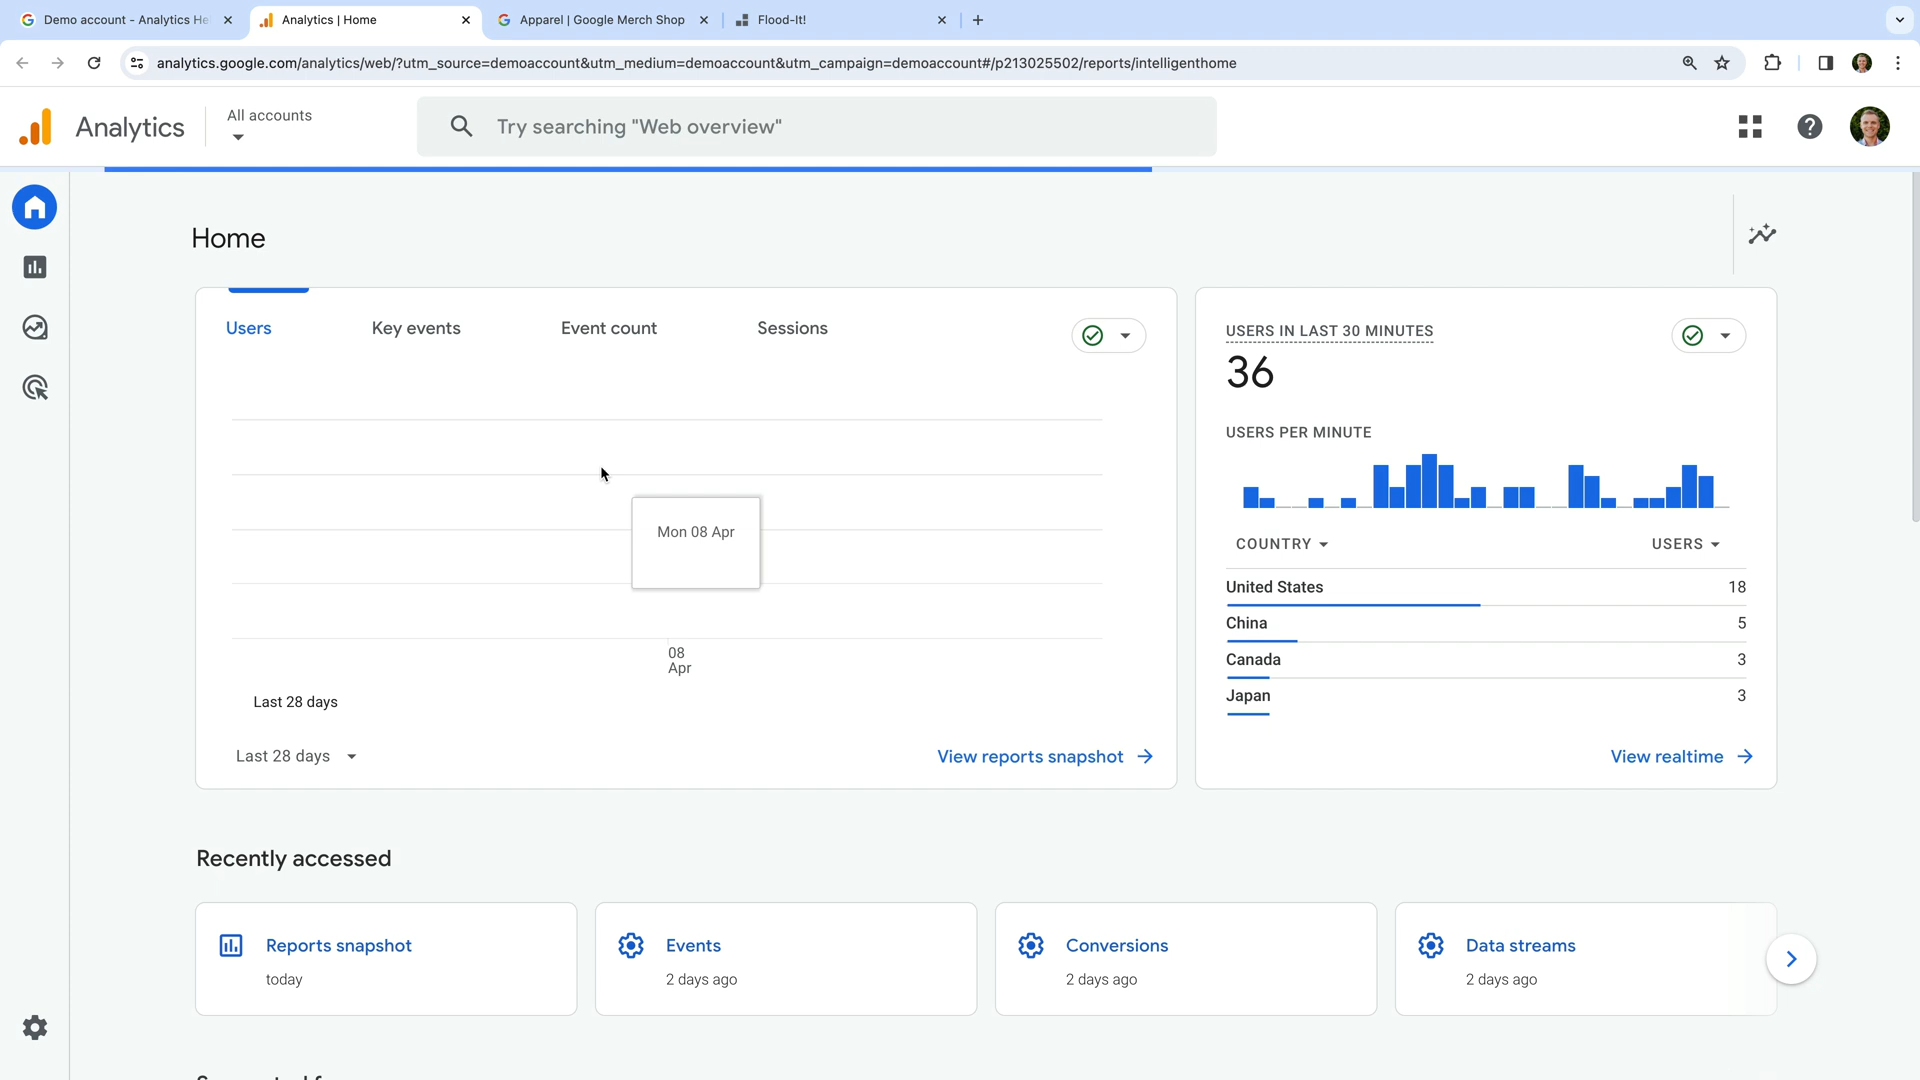 Demo account - Analytics He
Analytics | Home
Apparel | Google Merch Shop
Flood-It!
analytics.google.com/analytics/web/?utm_source=demoaccount&utm_medium=demoaccount&utm_campaign=demoaccount#/p213025502/reports/intelligenthome
Analytics
All accounts
Try searching "Web overview"
Home
Users
Key events
Event count
Sessions
Mon 08 Apr
08
Apr
Last 28 days
Last 28 days
View reports snapshot
USERS IN LAST 30 MINUTES
36
USERS PER MINUTE
COUNTRY USERS
United States 18
China 5
Canada 3
Japan 3
View realtime
Recently accessed
Reports snapshot
today
Events
2 days ago
Conversions
2 days ago
Data streams
2 days ago